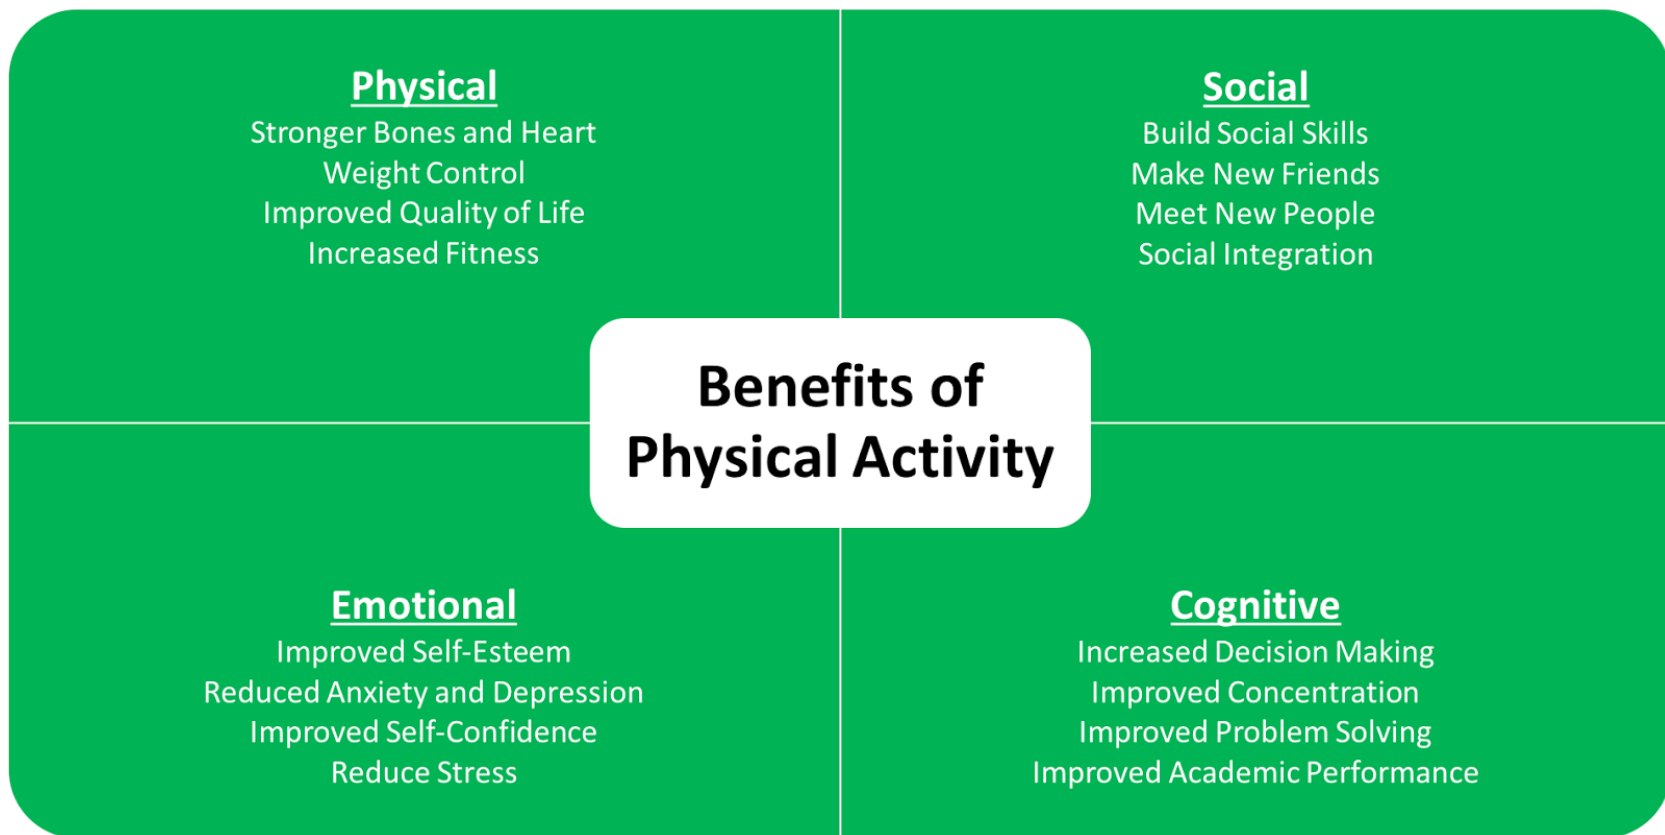 Physical
Stronger Bones and Heart
Weight Control
Improved Quality of Life
Increased Fitness
Social
Build Social Skills
Make New Friends
Meet New People
Social Integration
Benefits of
Physical Activity
Emotional
Improved Self-Esteem
Reduced Anxiety and Depression
Improved Self-Confidence
Reduce Stress
Cognitive
Increased Decision Making
Improved Concentration
Improved Problem Solving
Improved Academic Performance